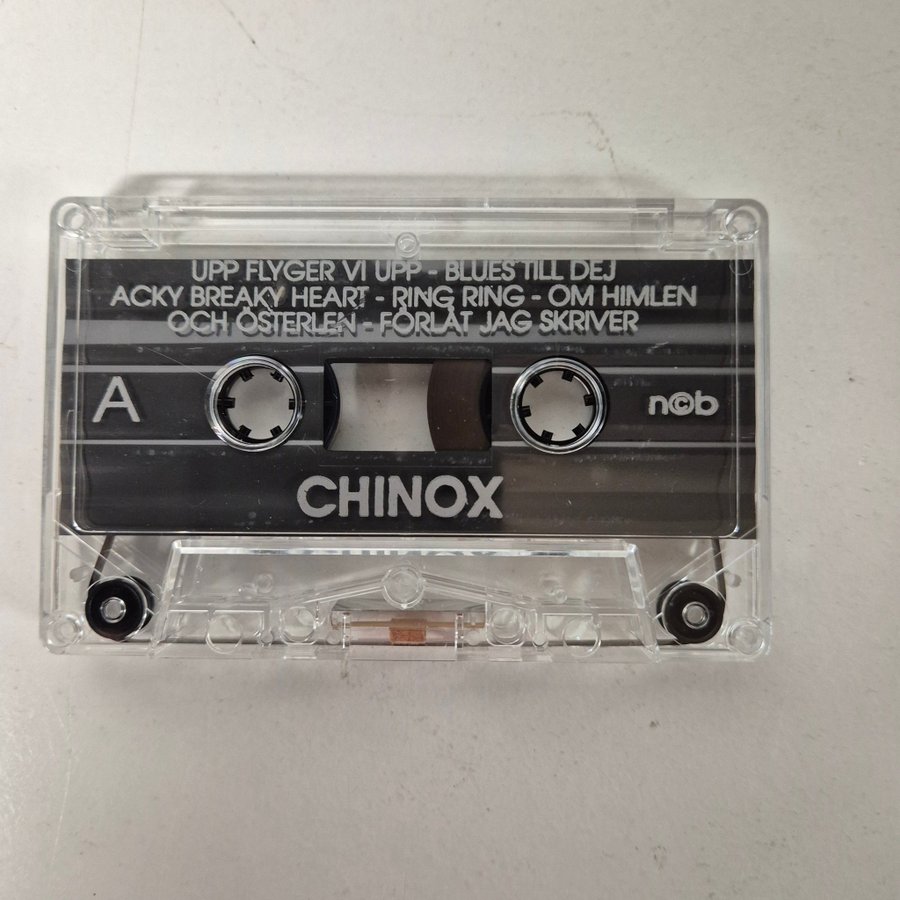 UPP FLYGER VI UPP - BLUES TILL DEJ
ACKY BREAKY HEART - RING RING - OM HIMLEN
OCH ÖSTERLEN - FÖRLÅT JAG SKRIVER
A
n©b
CHINOX